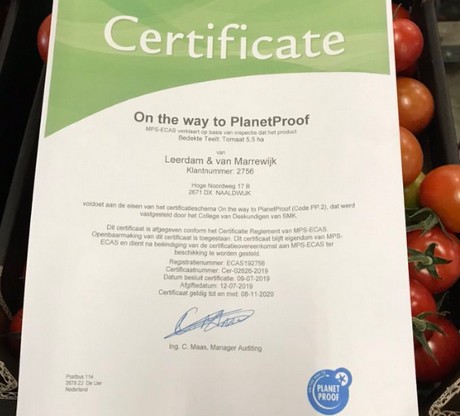 Certificate
On the way to PlanetProof
MPS-ECAS verklaart op basis van inspectie dat het product
Bedekte Teelt: Tomaat 5.5 ha
van
Leerdam & van Marrewijk
Klantnummer: 2756
Hoge Noordweg 17 B
2671 DX NAALDWIJK
voldoet aan de eisen van het certificatieschema On the way to PlanetProof (Code PP.2), dat werd
vastgesteld door het College van Deskundigen van SMK.
Dit certificaat is afgegeven conform het Certificatie Reglement van MPS-ECAS.
Openbaarmaking van dit certificaat is toegestaan. Dit certificaat blijft eigendom van MPS-
ECAS en dient na beëindiging van de certificatieovereenkomst aan MPS-ECAS ter
beschikking te worden gesteld.
Registratienummer: ECAS192756
Certificaatnummer: Cer-02626-2019
Datum besluit certificatie: 09-07-2019
Afgiftedatum: 12-07-2019
Certificaat geldig tot en met: 08-11-2020
Ing. C. Maas, Manager Auditing
Postbus 114
2678 ZJ De Lier
Nederland
PLANET
PROOF